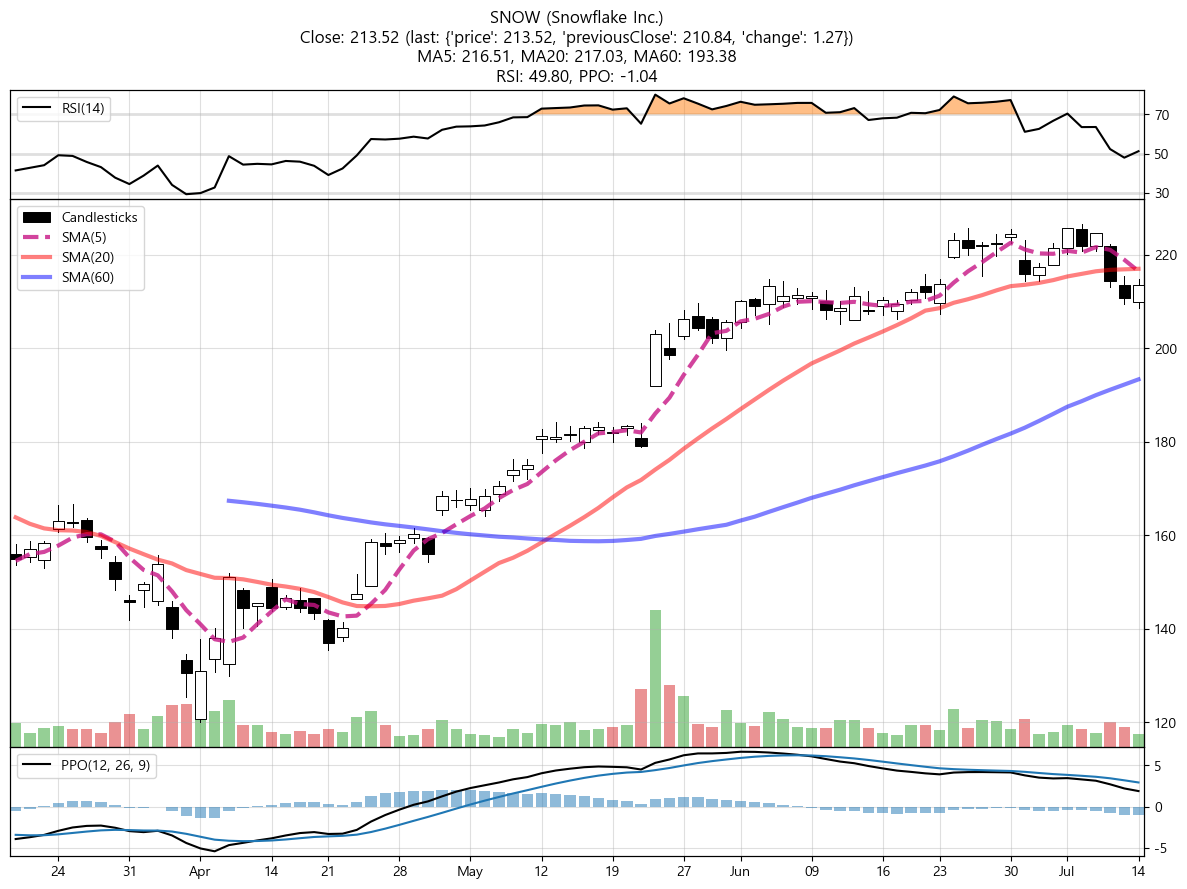 SNOW (Snowflake Inc.)
Close: 213.52 (last: {'price': 213.52, 'previousClose': 210.84, 'change': 1.27})
MA5: 216.51, MA20: 217.03, MA60: 193.38
RSI: 49.80, PPO: -1.04
RSI(14)
70
50
30
Candlesticks
SMA(5)
SMA(20)
SMA(60)
220
200
180
160
140
120
PPO(12, 26, 9)
5
0
-5
24 31 Apr 14 21 28 May 12 19 27 Jun 09 16 23 30 Jul 14